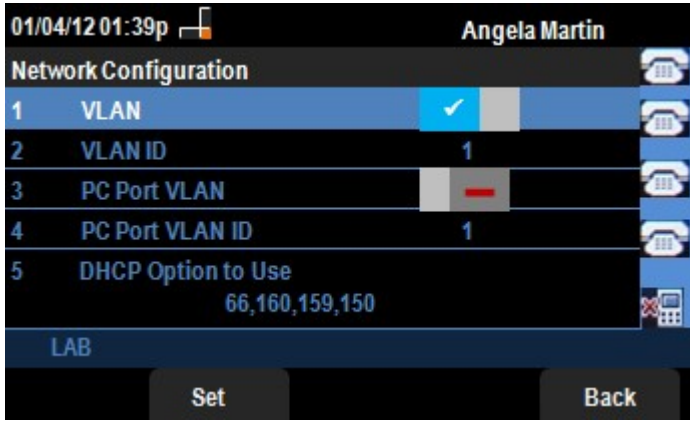 01/04/12 01:39p Angela Martin
Network Configuration
1 VLAN
2 VLAN ID 1
3 PC Port VLAN
4 PC Port VLAN ID 1
5 DHCP Option to Use
66,160,159,150
LAB
Set Back